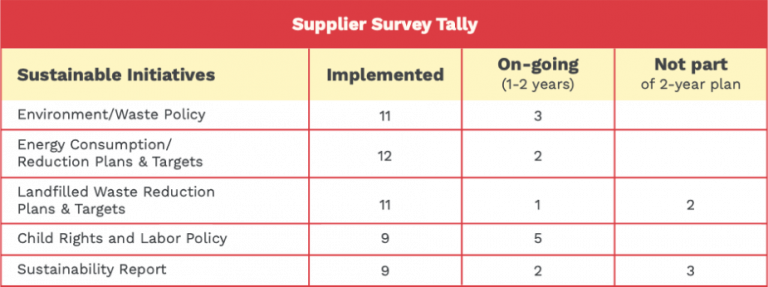 Supplier Survey Tally
Sustainable Initiatives Implemented On-going (1-2 years) Not part of 2-year plan
Environment/Waste Policy 11 3
Energy Consumption/
Reduction Plans & Targets 12 2
Landfilled Waste Reduction
Plans & Targets 11 1 2
Child Rights and Labor Policy 9 5
Sustainability Report 9 2 3